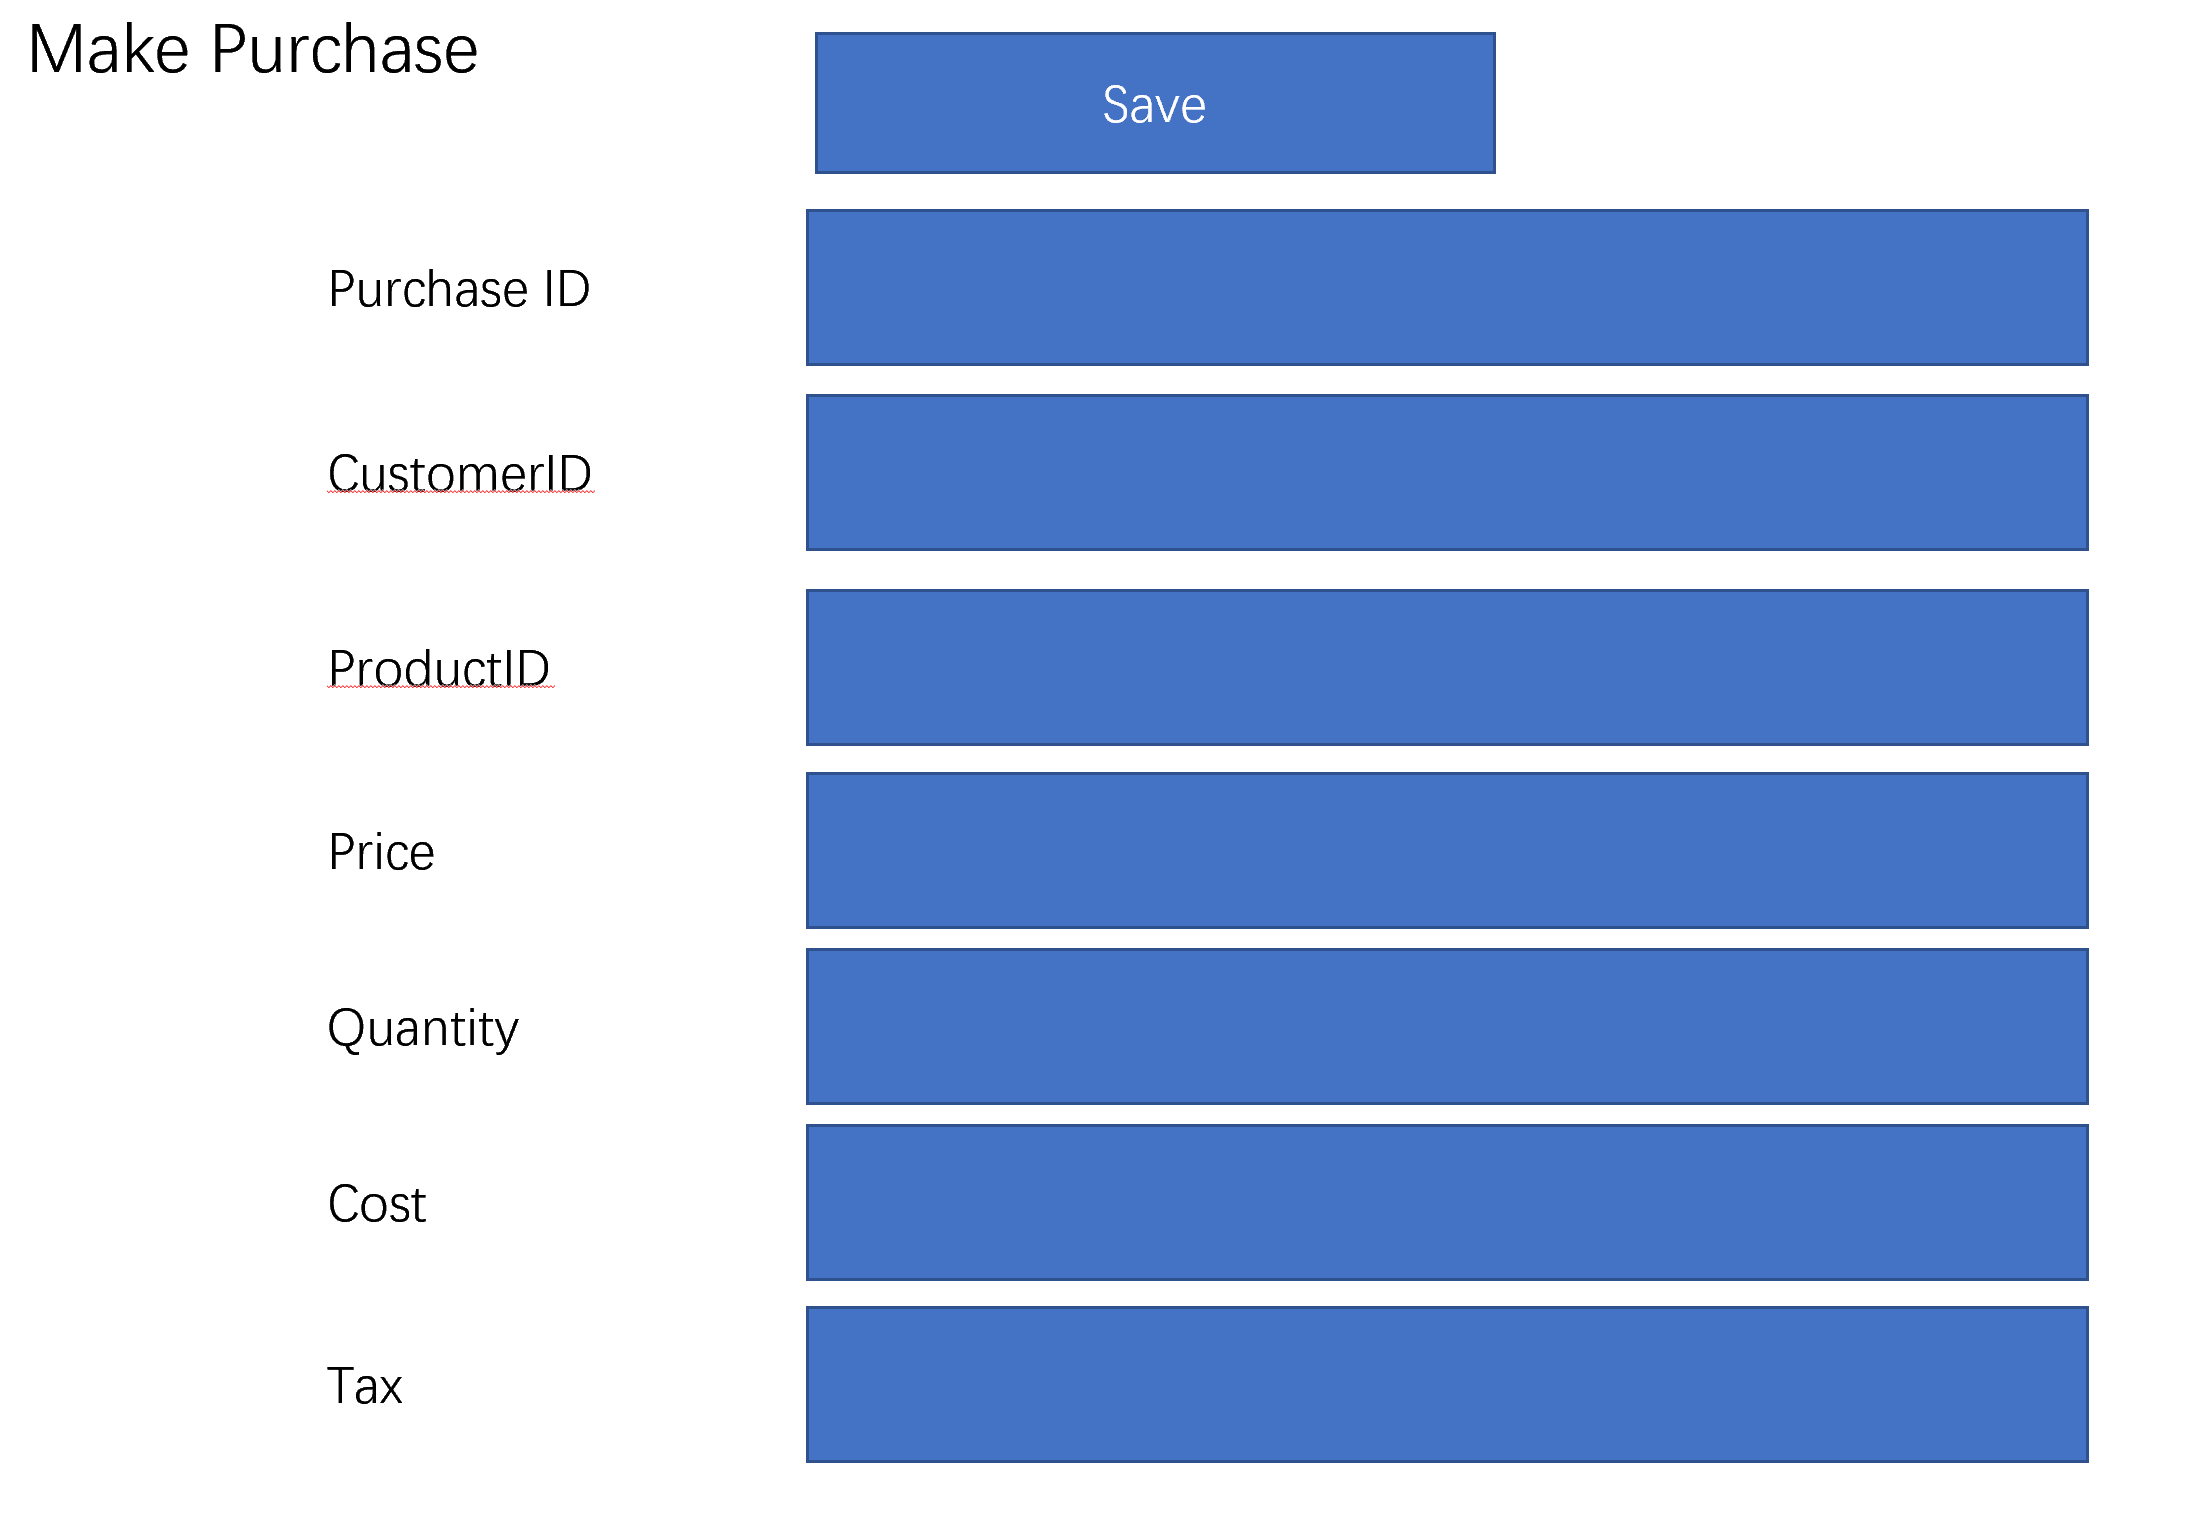 Make Purchase
Save
Purchase ID
CustomerID
ProductID
Price
Quantity
Cost
Tax